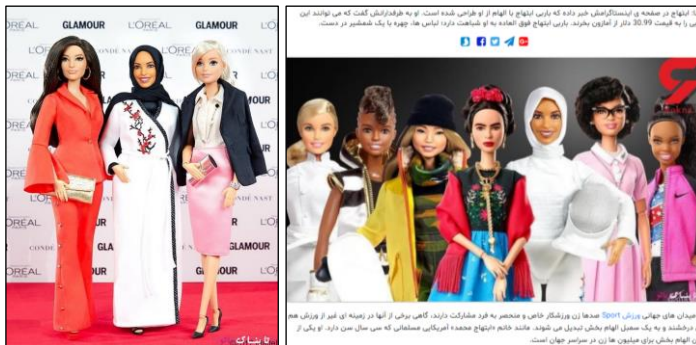 L'ORÉAL
GLAMOUR
L'ORÉAL
CONDÉ NAST
GLAMOUR
تابناک
ابتهاج در صفحه ی اینستاگرامش خبر داده که باربی ابتهاج با الهام از او طراحی شده است. او به طرفدارانش گفت که می توانند این
را به قیمت 30.99 دلار از آمازون بخرند. باربی ابتهاج فوق العاده به او شباهت دارد؛ لباس ها، چهره با یک شمشیر در دست.
میدان های جهانی ورزش Sport صدها زن ورزشکار خاص و منحصر به فرد مشارکت دارند، گاهی برخی از آنها در زمینه ای غیر از ورزش هم
درخشند و به یک سمبل الهام بخش تبدیل می شوند. مانند خانم «ابتهاج محمد» آمریکایی مسلمانی که سی سال سن دارد. او یکی از
الهام بخش برای میلیون ها زن در سراسر جهان است.